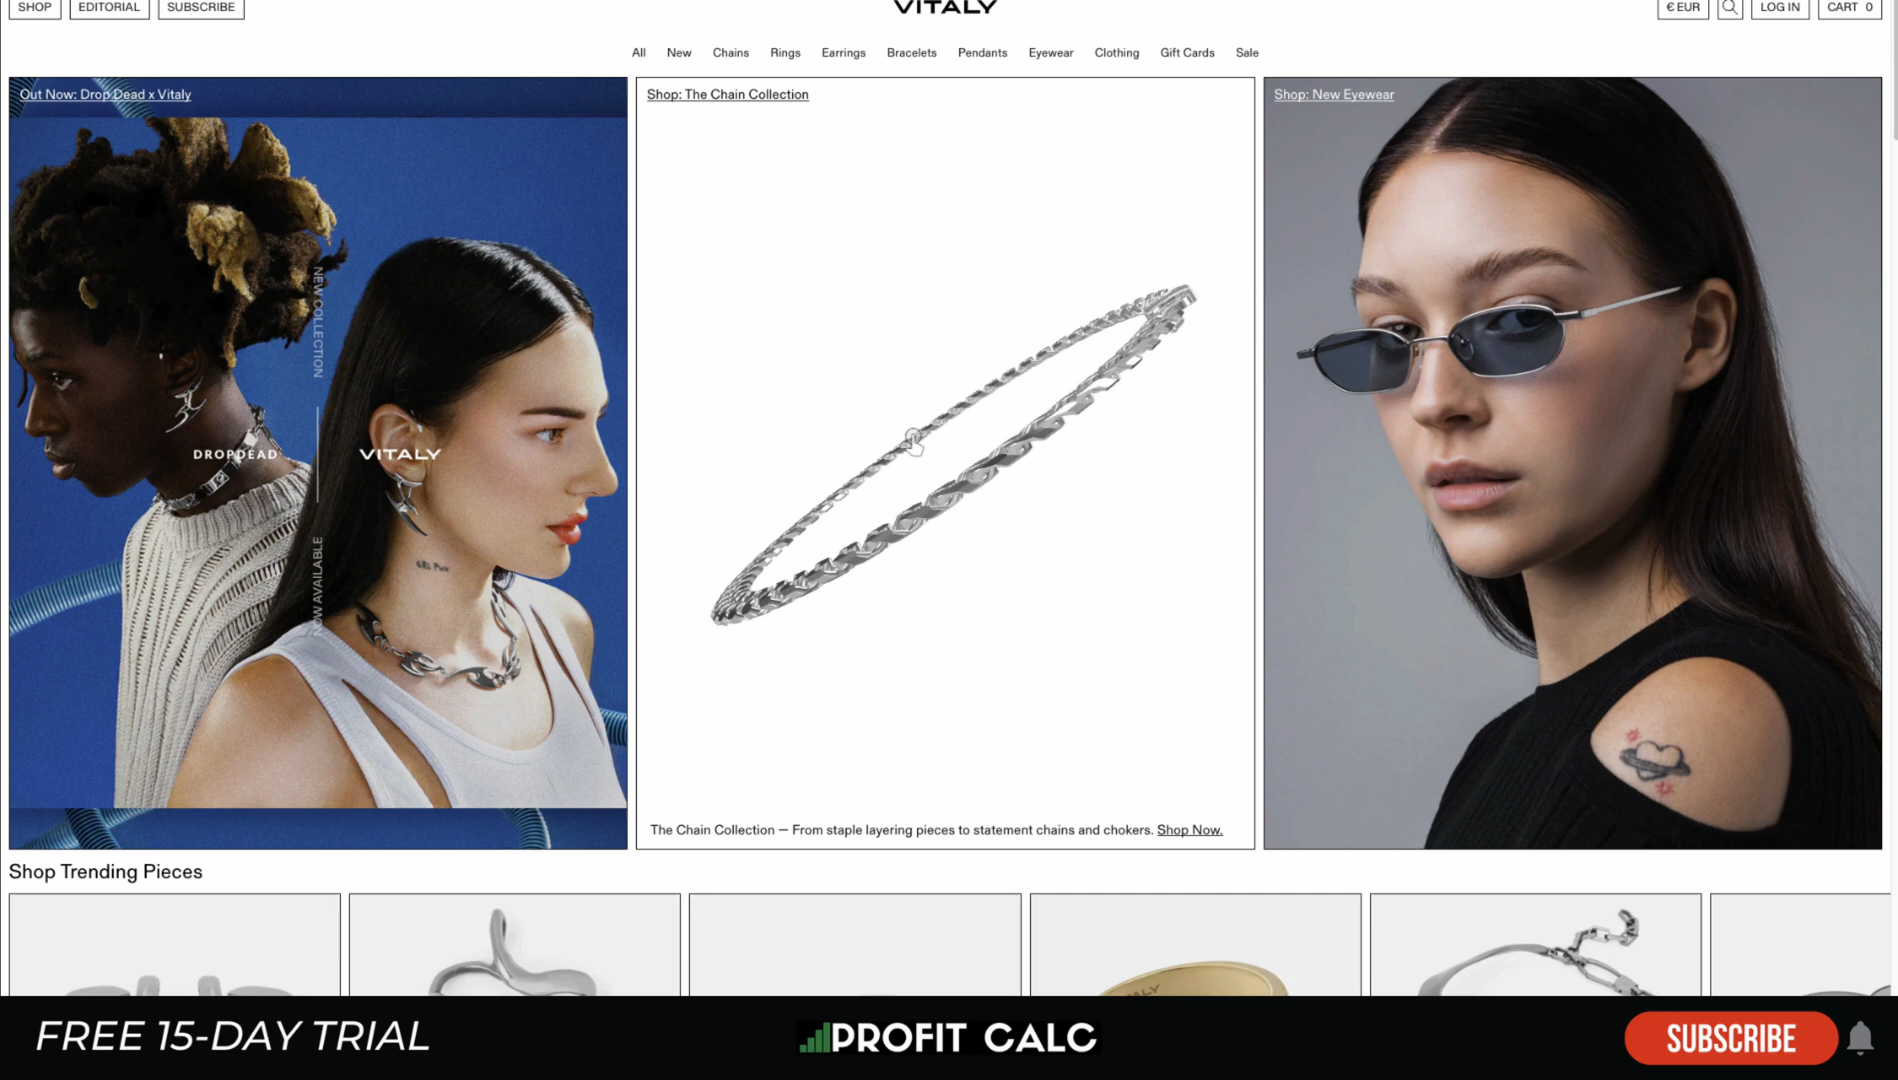 SHOP
EDITORIAL
SUBSCRIBE
VITALY
€ EUR
LOG IN
CART 0
All
New
Chains
Rings
Earrings
Bracelets
Pendants
Eyewear
Clothing
Gift Cards
Sale
Out Now: Drop Dead x Vitaly
NEW COLLECTION
DROPDEAD
VITALY
NOW AVAILABLE
GRL PWR
Shop: The Chain Collection
The Chain Collection — From staple layering pieces to statement chains and chokers. Shop Now.
Shop: New Eyewear
Shop Trending Pieces
VITALY
FREE 15-DAY TRIAL
PROFIT CALC
SUBSCRIBE